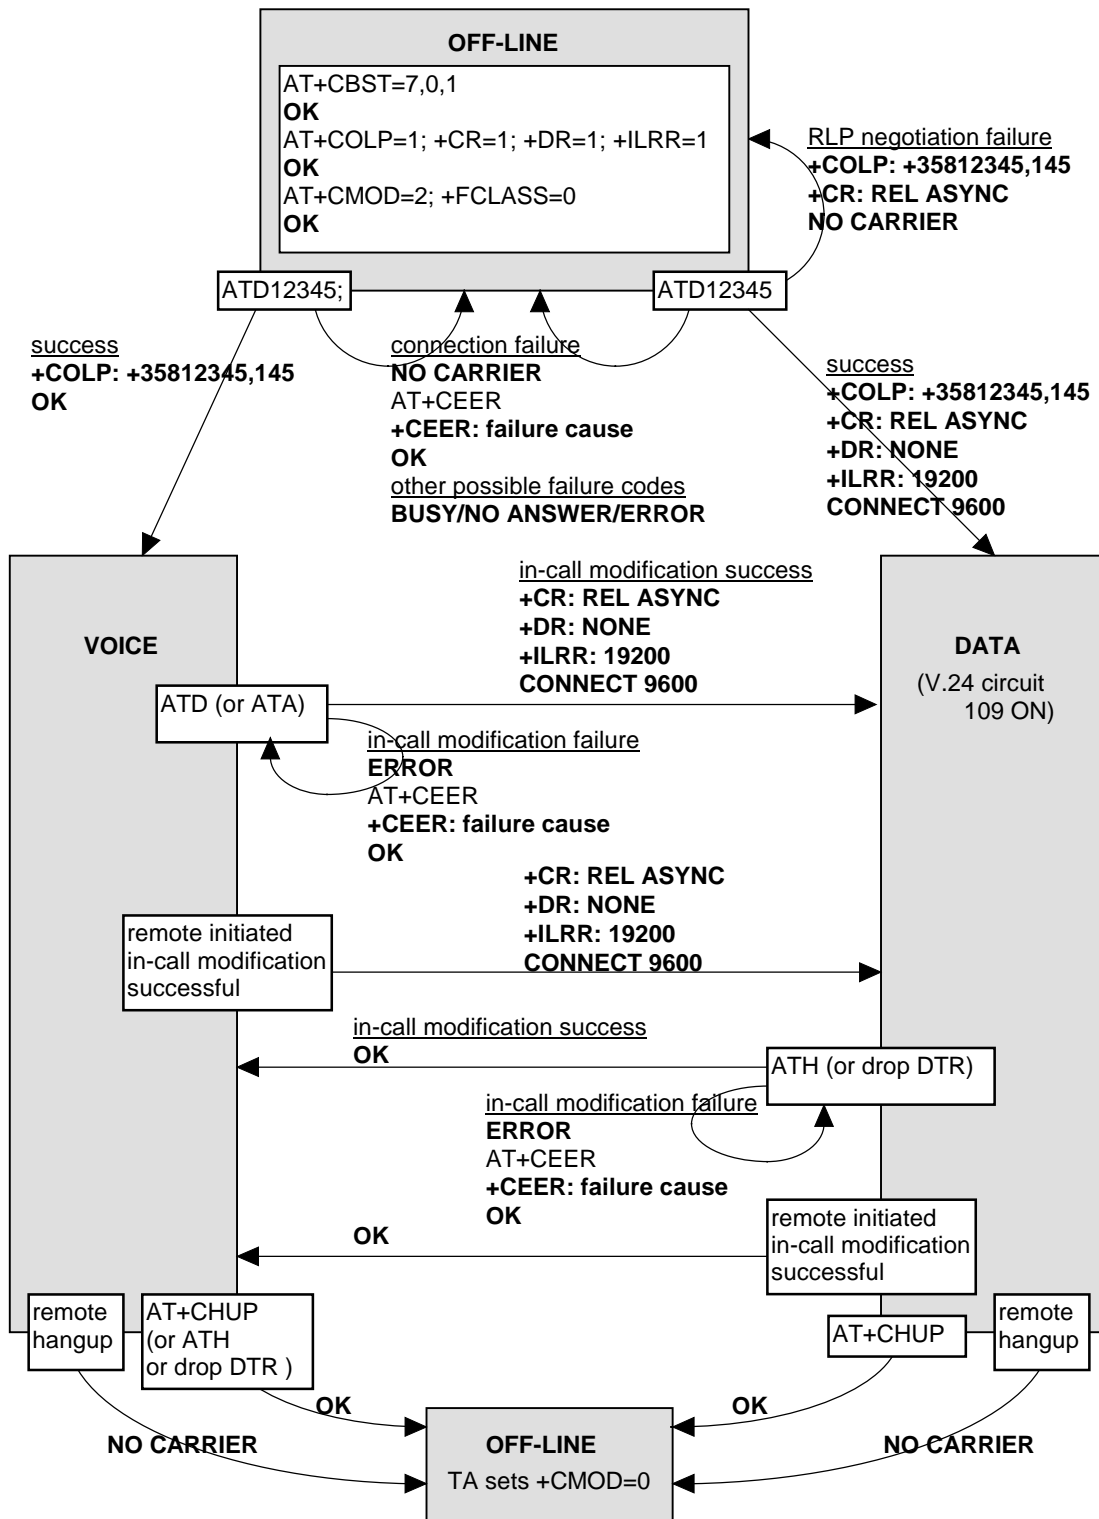 OFF-LINE
AT+CBST=7,0,1
OK
AT+COLP=1; +CR=1; +DR=1; +ILRR=1
OK
AT+CMOD=2; +FCLASS=0
OK
RLP negotiation failure
+COLP: +35812345,145
+CR: REL ASYNC
NO CARRIER
ATD12345;
ATD12345
success
+COLP: +35812345,145
OK
connection failure
NO CARRIER
AT+CEER
+CEER: failure cause
OK
other possible failure codes
BUSY/NO ANSWER/ERROR
success
+COLP: +35812345,145
+CR: REL ASYNC
+DR: NONE
+ILRR: 19200
CONNECT 9600
VOICE
in-call modification success
+CR: REL ASYNC
+DR: NONE
+ILRR: 19200
CONNECT 9600
DATA
(V.24 circuit
109 ON)
ATD (or ATA)
in-call modification failure
ERROR
AT+CEER
+CEER: failure cause
OK
+CR: REL ASYNC
+DR: NONE
+ILRR: 19200
CONNECT 9600
remote initiated
in-call modification
successful
in-call modification success
OK
ATH (or drop DTR)
in-call modification failure
ERROR
AT+CEER
+CEER: failure cause
OK
remote initiated
in-call modification
successful
OK
remote
hangup
AT+CHUP
(or ATH
or drop DTR )
AT+CHUP
remote
hangup
OK
OK
NO CARRIER
NO CARRIER
OFF-LINE
TA sets +CMOD=0